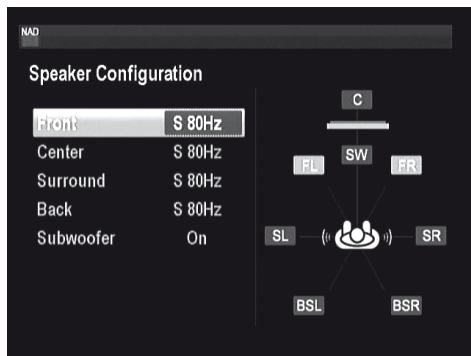 NAD
Speaker Configuration
Front S 80Hz
Center S 80Hz
Surround S 80Hz
Back S 80Hz
Subwoofer On
C
FL SW FR
SL SR
BSL BSR